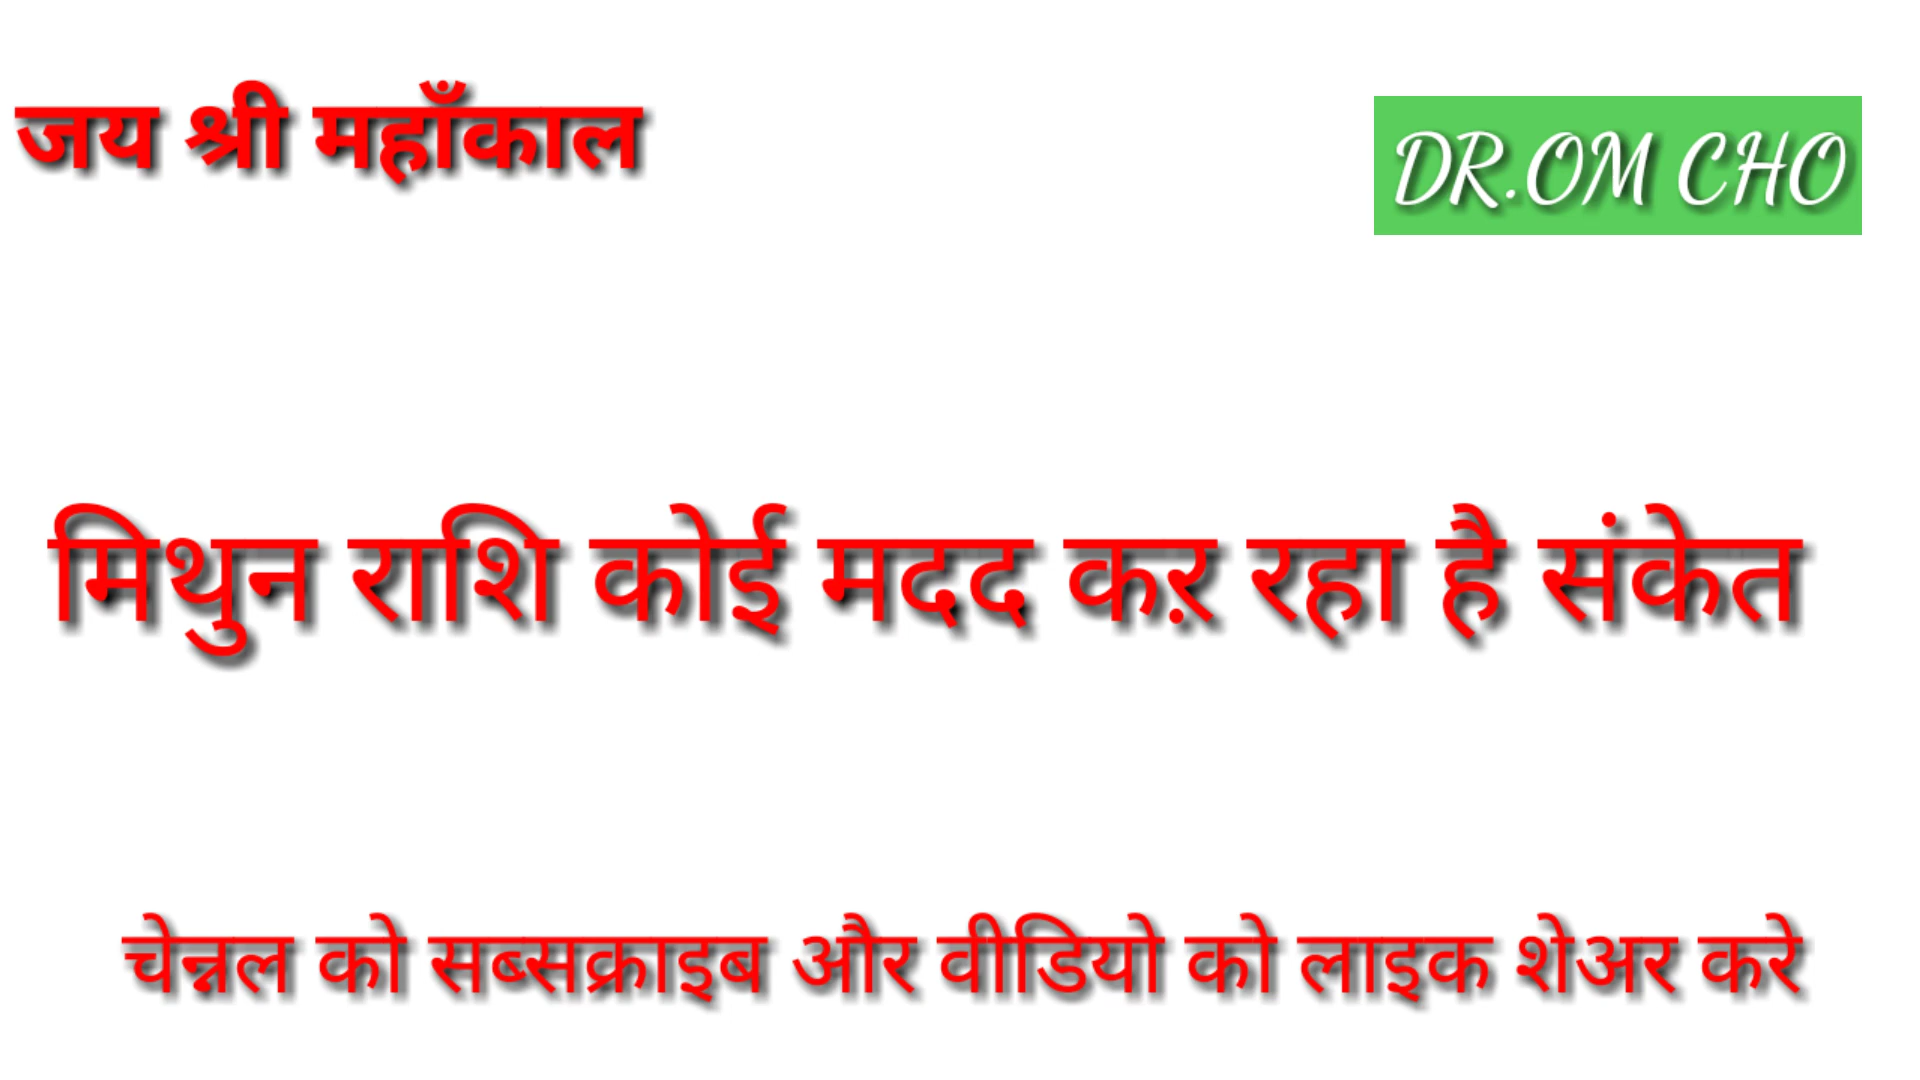 जय श्री महाँकाल
DR.OM CHO
मिथुन राशि कोई मदद कऱ रहा है संकेत
चेन्नल को सब्सक्राइब और वीडियो को लाइक शेअर करे